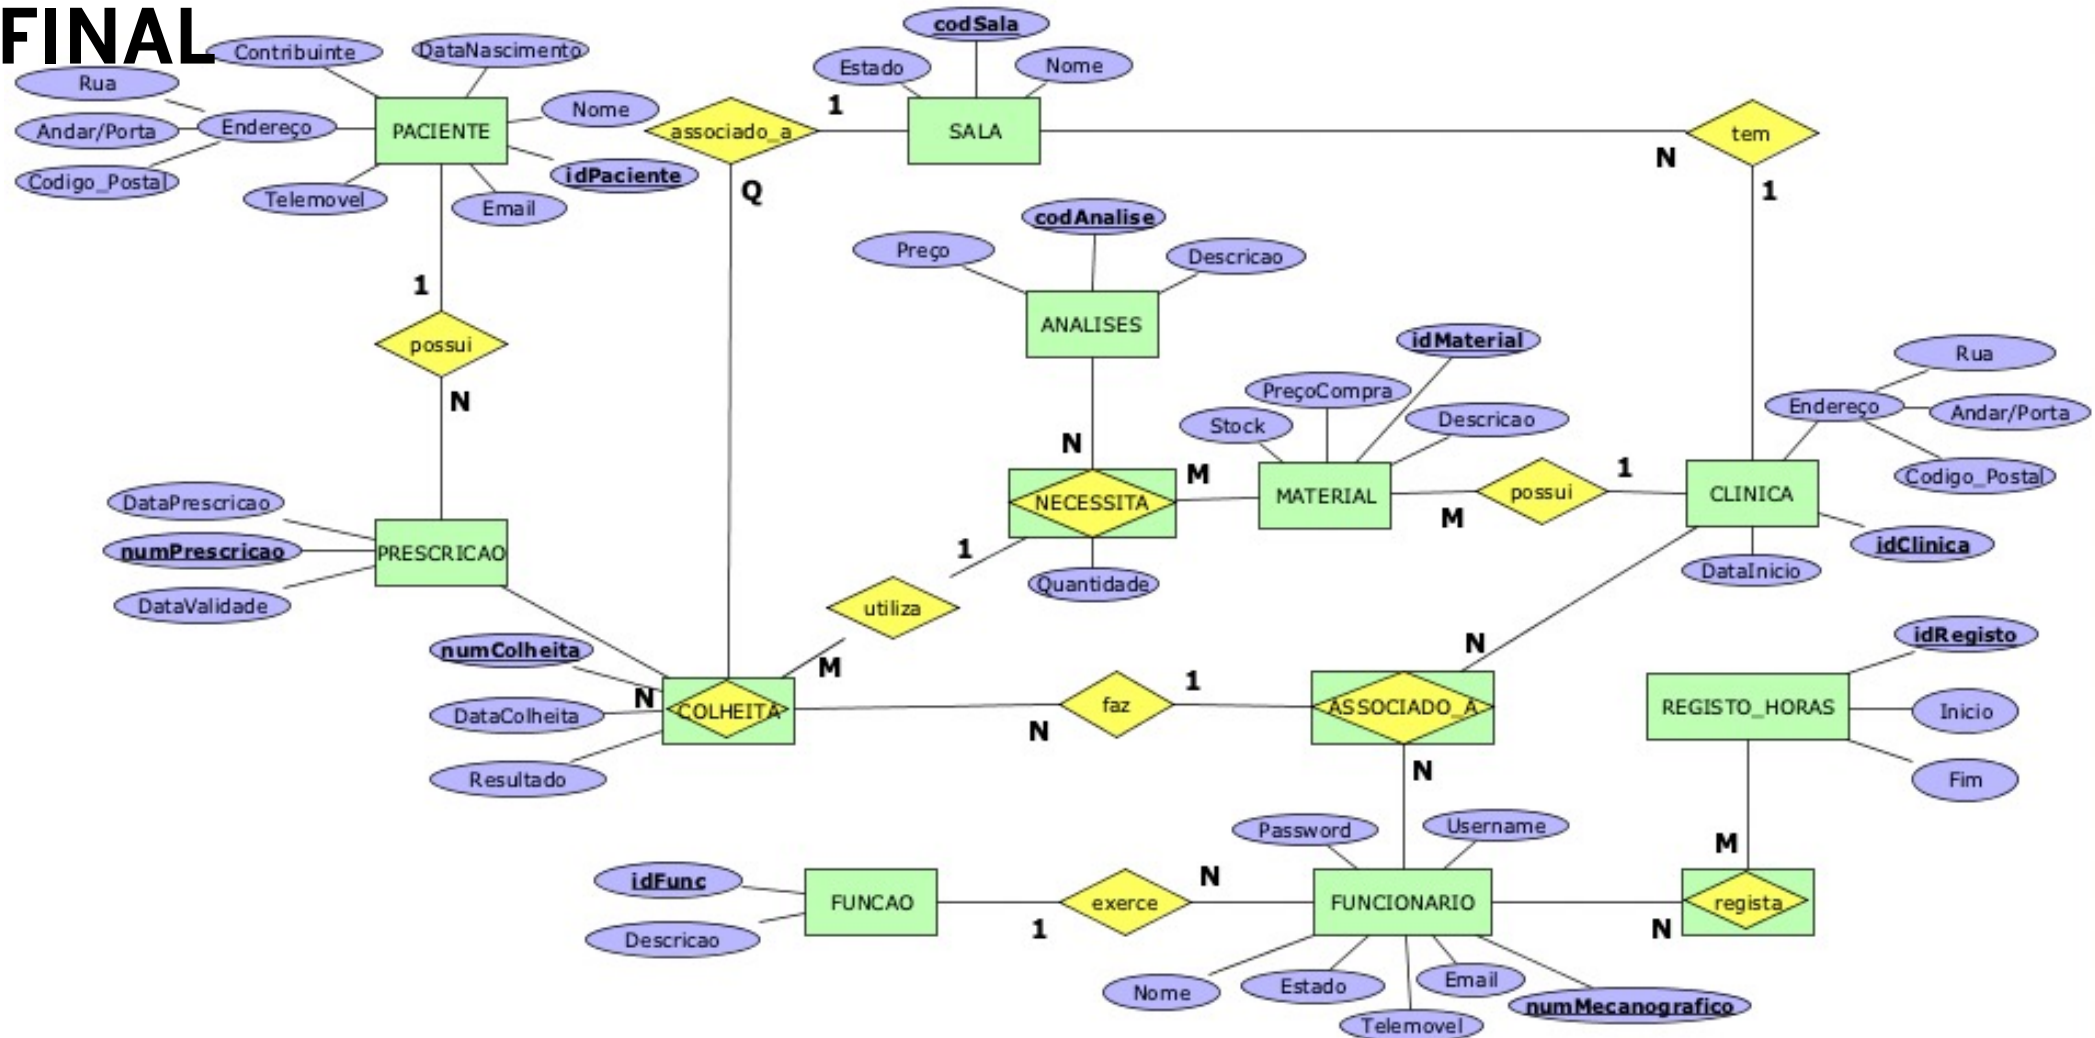 FINAL
Contribuinte
DataNascimento
Rua
Andar/Porta
Endereço
Codigo_Postal
PACIENTE
Nome
idPaciente
Telemovel
Email
1
possui
N
associado_a
1
Q
codSala
Estado
Nome
SALA
N
tem
1
codAnalise
Preço
Descricao
ANALISES
N
NECESSITA
M
Quantidade
1
utiliza
M
idMaterial
PreçoCompra
Stock
Descricao
MATERIAL
M
possui
1
Rua
Endereço
Andar/Porta
Codigo_Postal
CLINICA
idClinica
DataInicio
DataPrescricao
numPrescricao
DataValidade
PRESCRICAO
numColheita
N
DataColheita
Resultado
COLHEITA
N
faz
1
N
ASSOCIADO_A
N
idRegisto
REGISTO_HORAS
Inicio
Fim
M
regista
N
Password
Username
idFunc
Descricao
FUNCAO
1
exerce
N
FUNCIONARIO
Nome
Estado
Telemovel
Email
numMecanografico